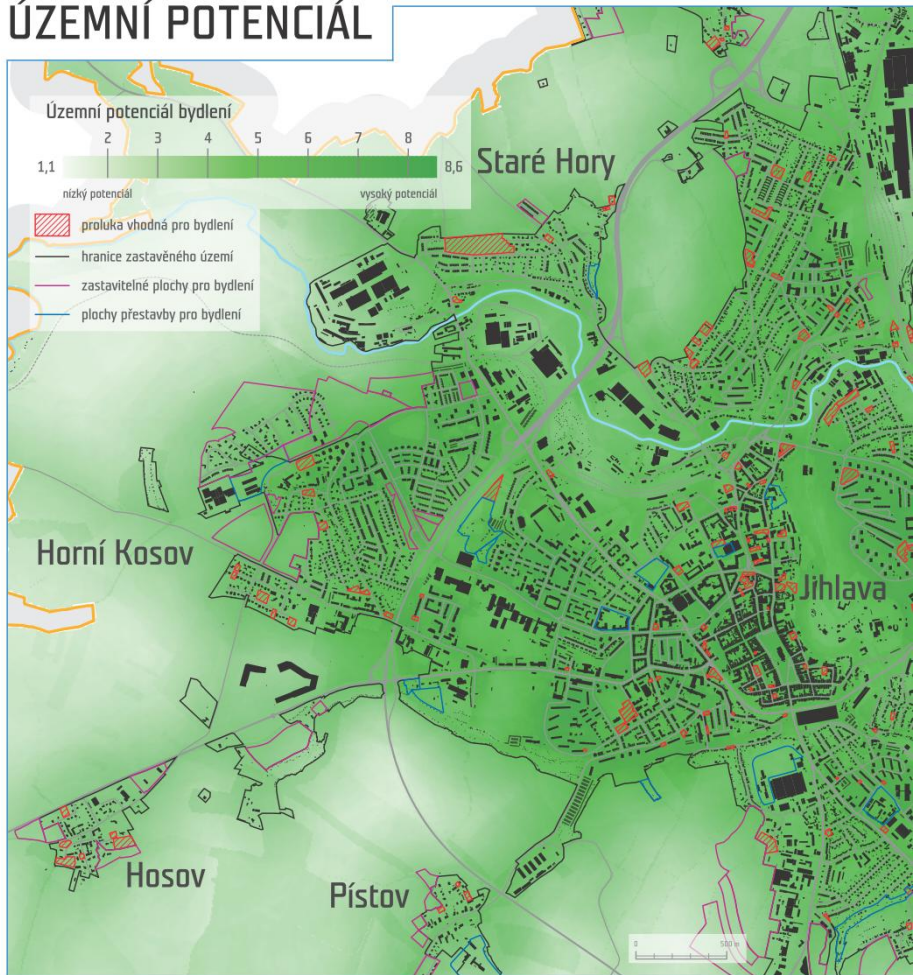 ÚZEMNÍ POTENCIÁL
Územní potenciál bydlení
2 3 4 5 6 7 8
1,1 8,6
nízký potenciál vysoký potenciál
proluka vhodná pro bydlení
hranice zastavěného území
zastavitelné plochy pro bydlení
plochy přestavby pro bydlení
Staré Hory
Horní Kosov
Jihlava
Hosov
Pístov
0 500 m